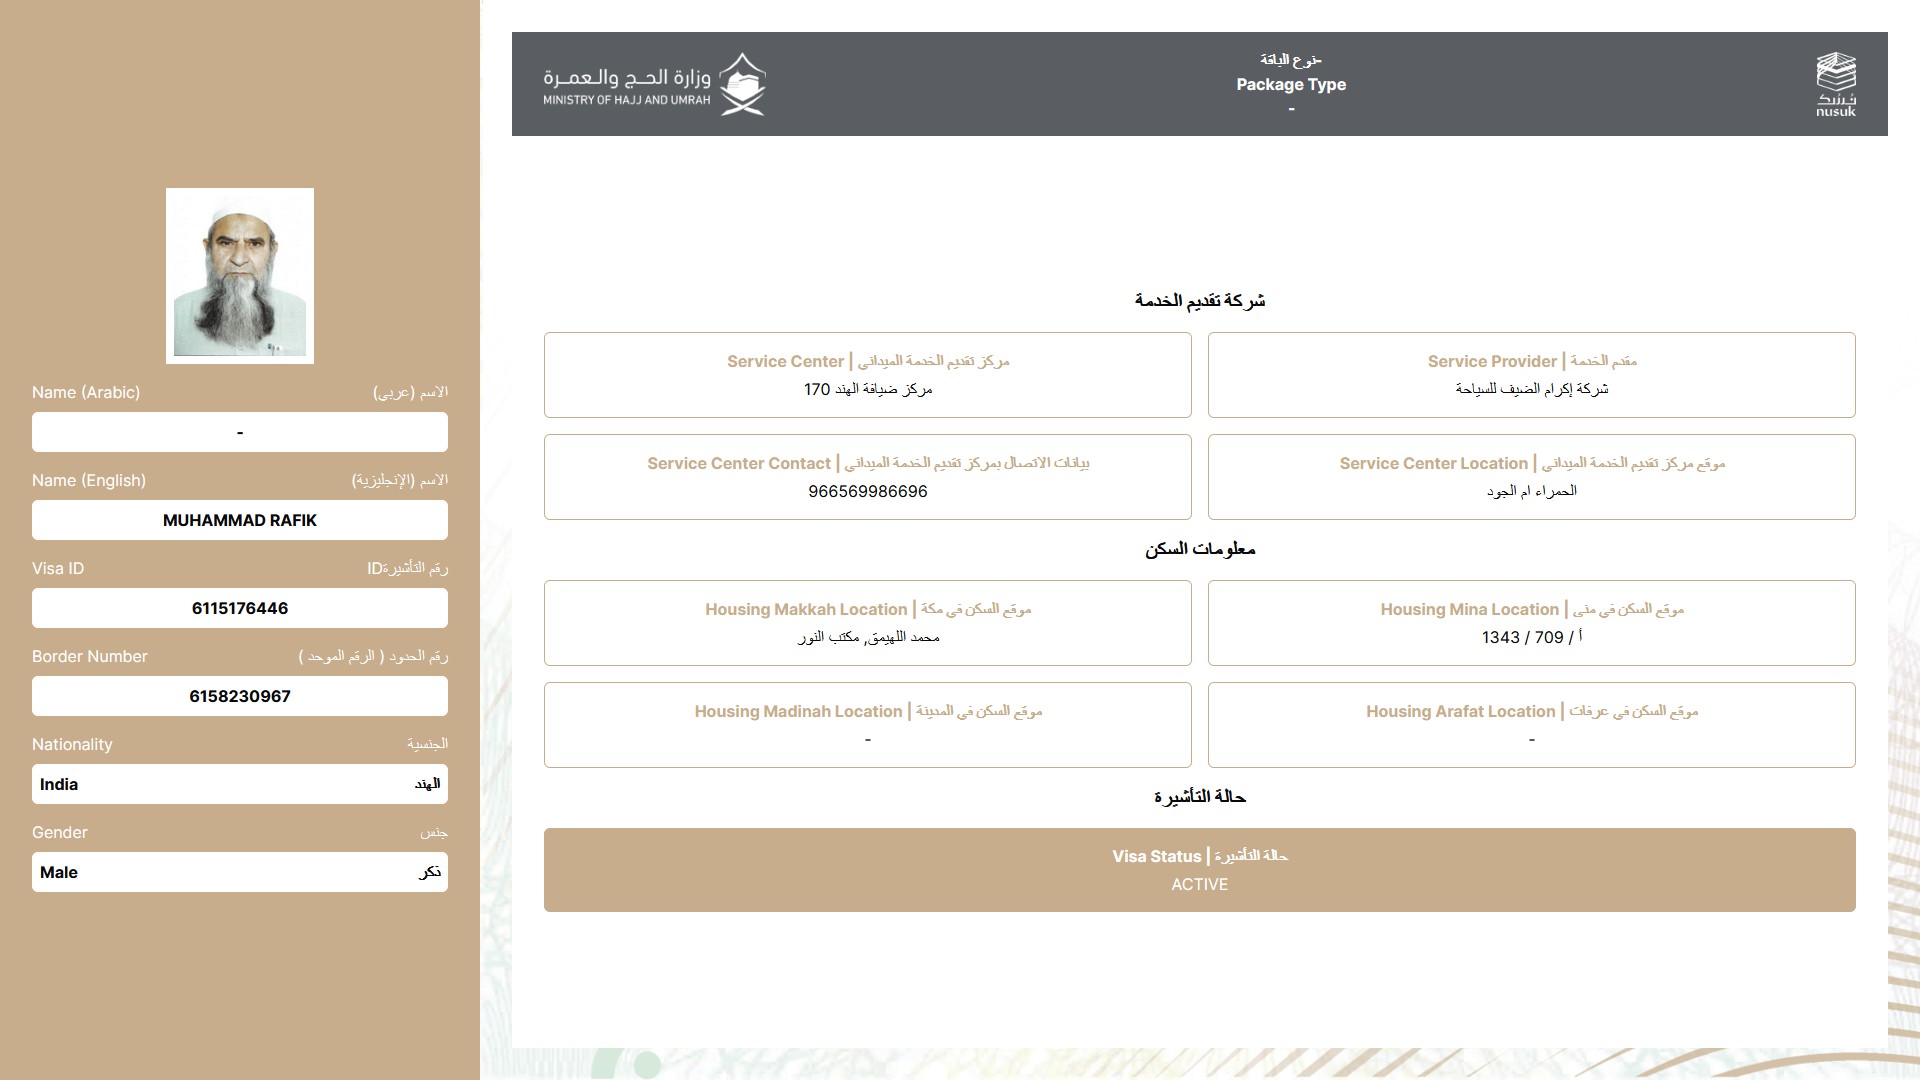 Name (Arabic) الاسم (عربي)
-
Name (English) الاسم (الإنجليزية)
MUHAMMAD RAFIK
Visa ID رقم التأشيرةID
6115176446
Border Number رقم الحدود ( الرقم الموحد )
6158230967
Nationality الجنسية
India الهند
Gender جنس
Male ذكر
وزارة الحج والعمرة
MINISTRY OF HAJJ AND UMRAH
نوع الباقة-
Package Type
-
نُسُك
nusuk
شركة تقديم الخدمة
Service Center | مركز تقديم الخدمة الميداني
مركز ضيافة الهند 170
Service Provider | مقدم الخدمة
شركة إكرام الضيف للسياحة
Service Center Contact | بيانات الاتصال بمركز تقديم الخدمة الميداني
966569986696
Service Center Location | موقع مركز تقديم الخدمة الميداني
الحمراء ام الجود
معلومات السكن
Housing Makkah Location | موقع السكن في مكة
محمد اللهيمق, مكتب النور
Housing Mina Location | موقع السكن في منى
أ / 709 / 1343
Housing Madinah Location | موقع السكن في المدينة
-
Housing Arafat Location | موقع السكن في عرفات
-
حالة التأشيرة
Visa Status | حالة التأشيرة
ACTIVE